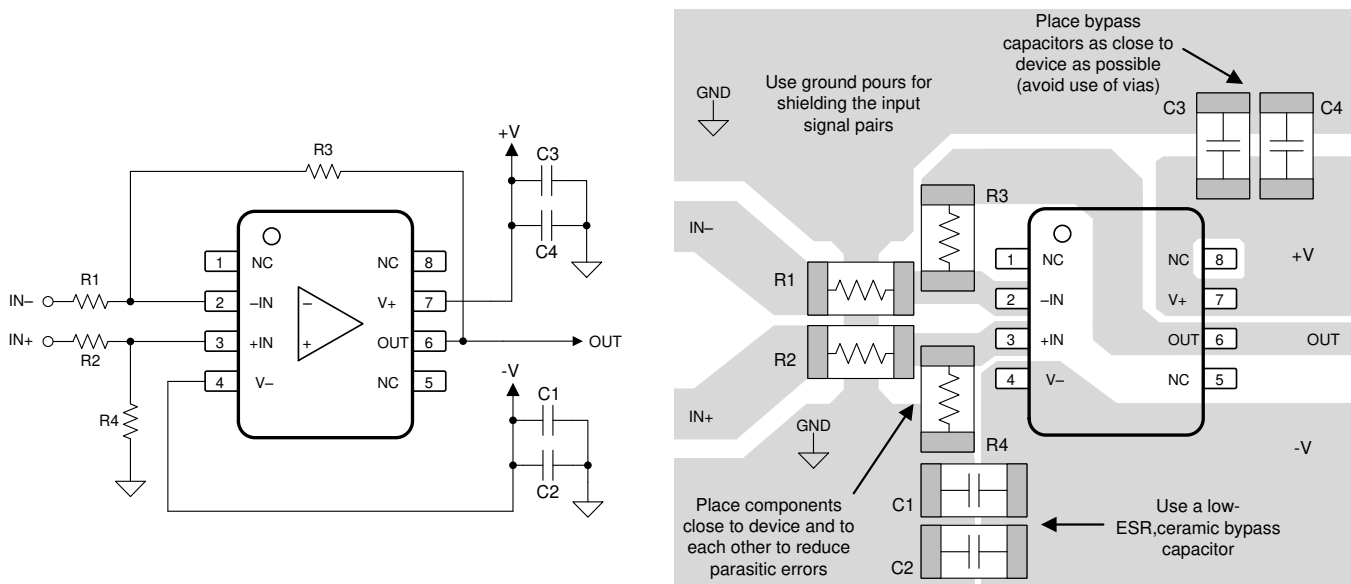 +V
C3
C4
R3
1
NC
NC
8
IN–
R1
2
–IN
–
V+
7
IN+
R2
3
+IN
+
OUT
6
OUT
4
V–
NC
5
R4
-V
C1
C2
GND
Use ground pours for
shielding the input
signal pairs
Place bypass
capacitors as close to
device as possible
(avoid use of vias)
C3
C4
IN–
R3
R1
1
NC
NC
8
+V
2
–IN
V+
7
R2
3
+IN
OUT
6
OUT
4
V–
NC
5
IN+
GND
R4
-V
Place components
close to device and to
each other to reduce
parasitic errors
C1
C2
Use a low-
ESR,ceramic bypass
capacitor